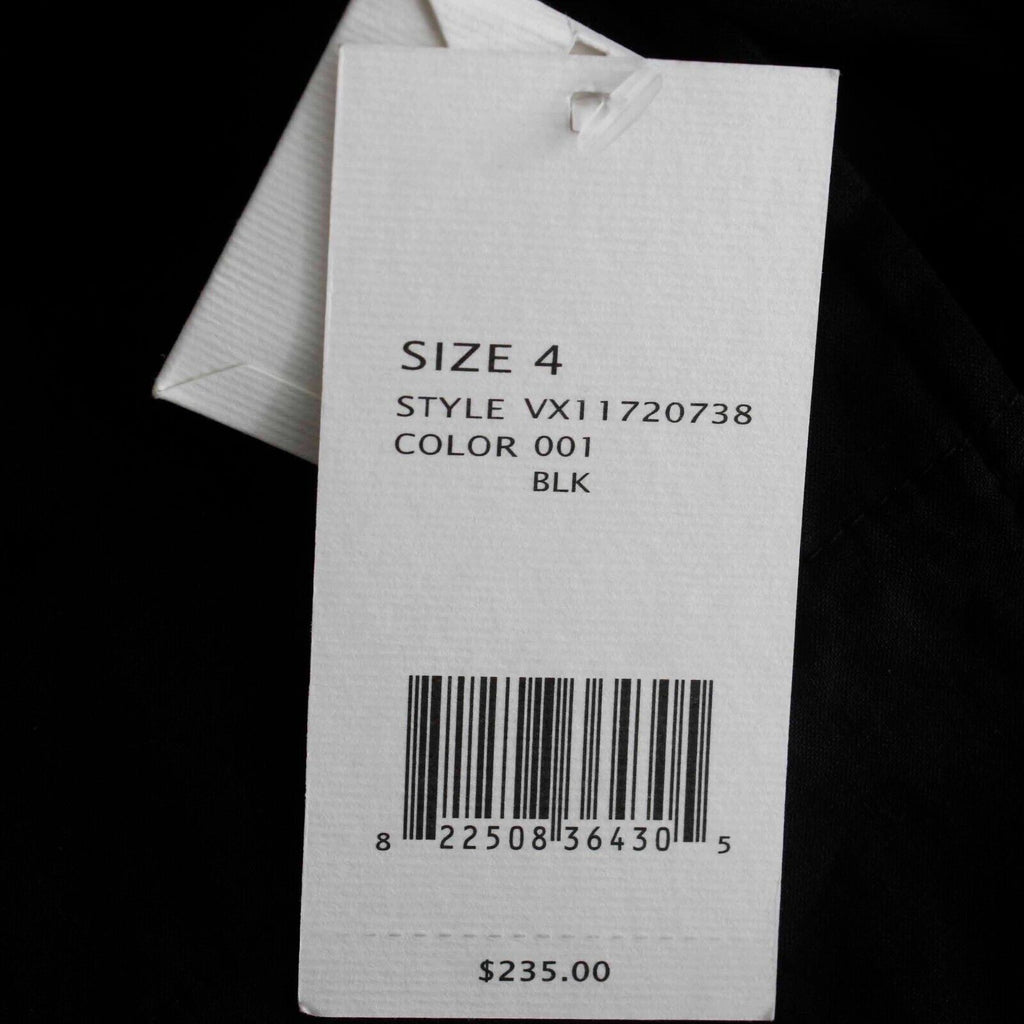 SIZE 4
STYLE VX11720738
COLOR 001
BLK
8 22508 36430 5
$235.00